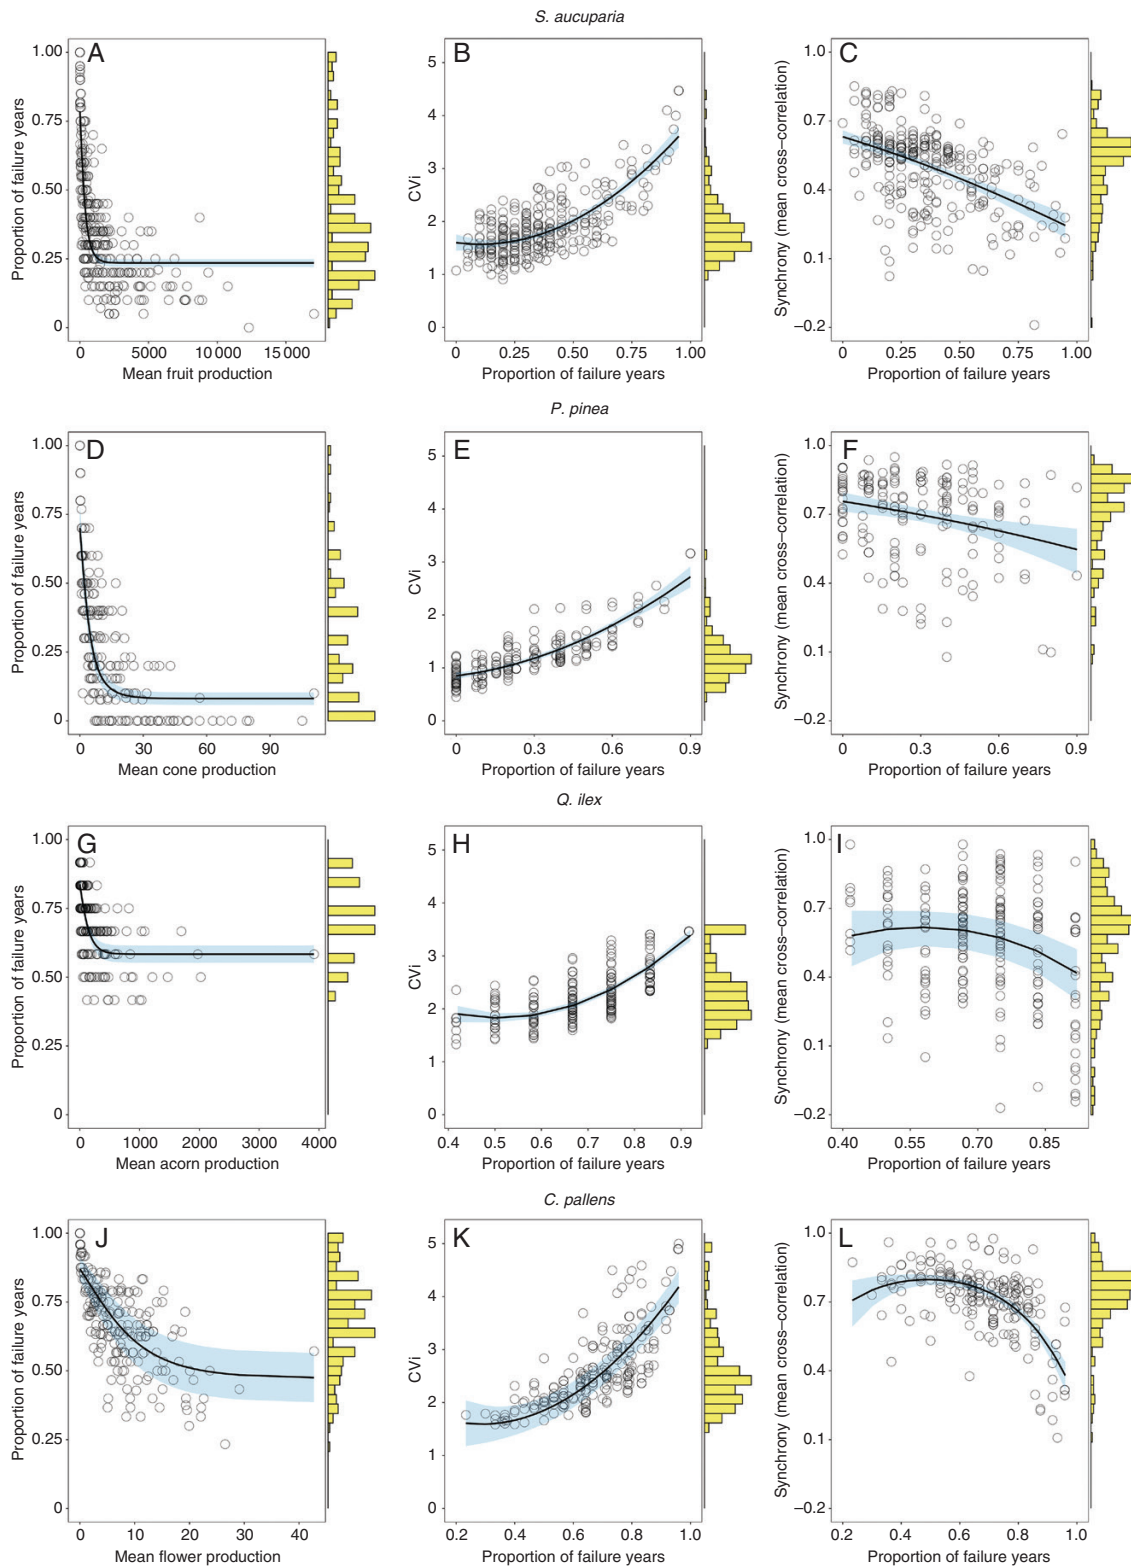 S. aucuparia
A
B
C
1.00
0.75
0.50
0.25
0
Proportion of failure years
0 5000 10 000 15 000
Mean fruit production
5
4
3
2
1
0
CVi
0 0.25 0.50 0.75 1.00
Proportion of failure years
1.0
0.7
0.4
0.1
−0.2
Synchrony (mean cross−correlation)
0 0.25 0.50 0.75 1.00
Proportion of failure years
P. pinea
D
E
F
1.00
0.75
0.50
0.25
0
Proportion of failure years
0 30 60 90
Mean cone production
5
4
3
2
1
0
CVi
0 0.3 0.6 0.9
Proportion of failure years
1.0
0.7
0.4
0.1
−0.2
Synchrony (mean cross−correlation)
0 0.3 0.6 0.9
Proportion of failure years
Q. ilex
G
H
I
1.00
0.75
0.50
0.25
0
Proportion of failure years
0 1000 2000 3000 4000
Mean acorn production
5
4
3
2
1
0
CVi
0.4 0.5 0.6 0.7 0.8 0.9
Proportion of failure years
1.0
0.7
0.4
0.1
−0.2
Synchrony (mean cross−correlation)
0.40 0.55 0.70 0.85
Proportion of failure years
C. pallens
J
K
L
1.00
0.75
0.50
0.25
0
Proportion of failure years
0 10 20 30 40
Mean flower production
5
4
3
2
1
0
CVi
0.2 0.4 0.6 0.8 1.0
Proportion of failure years
1.0
0.7
0.4
0.1
−0.2
Synchrony (mean cross−correlation)
0.2 0.4 0.6 0.8 1.0
Proportion of failure years